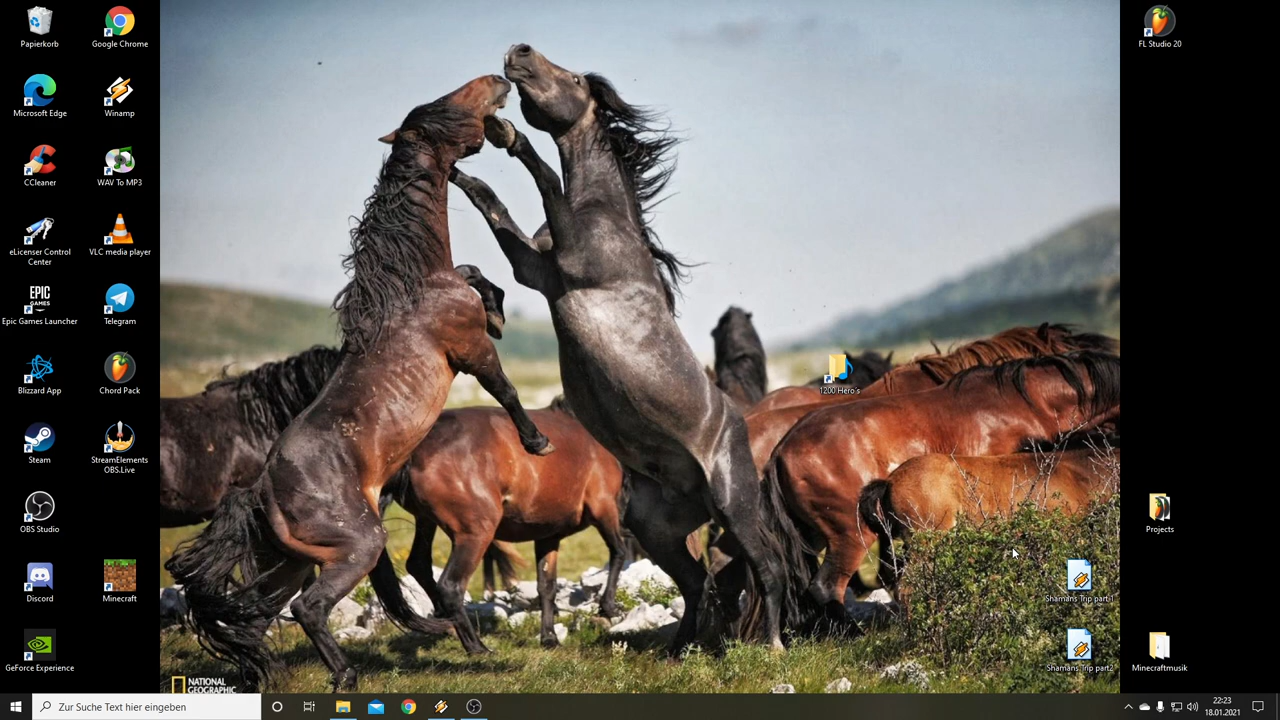 Papierkorb
Google Chrome
FL Studio 20
Microsoft Edge
Winamp
CCleaner
WAV To MP3
eLicenser Control
Center
VLC media player
EPIC
GAMES
Epic Games Launcher
Telegram
Blizzard App
Chord Pack
1200 Hero's
Steam
StreamElements
OBS.Live
OBS Studio
Projects
Discord
Minecraft
Shamans Trip part 1
GeForce Experience
Shamans Trip part2
Minecraftmusik
NATIONAL
GEOGRAPHIC
Zur Suche Text hier eingeben
22:23
18.01.2021